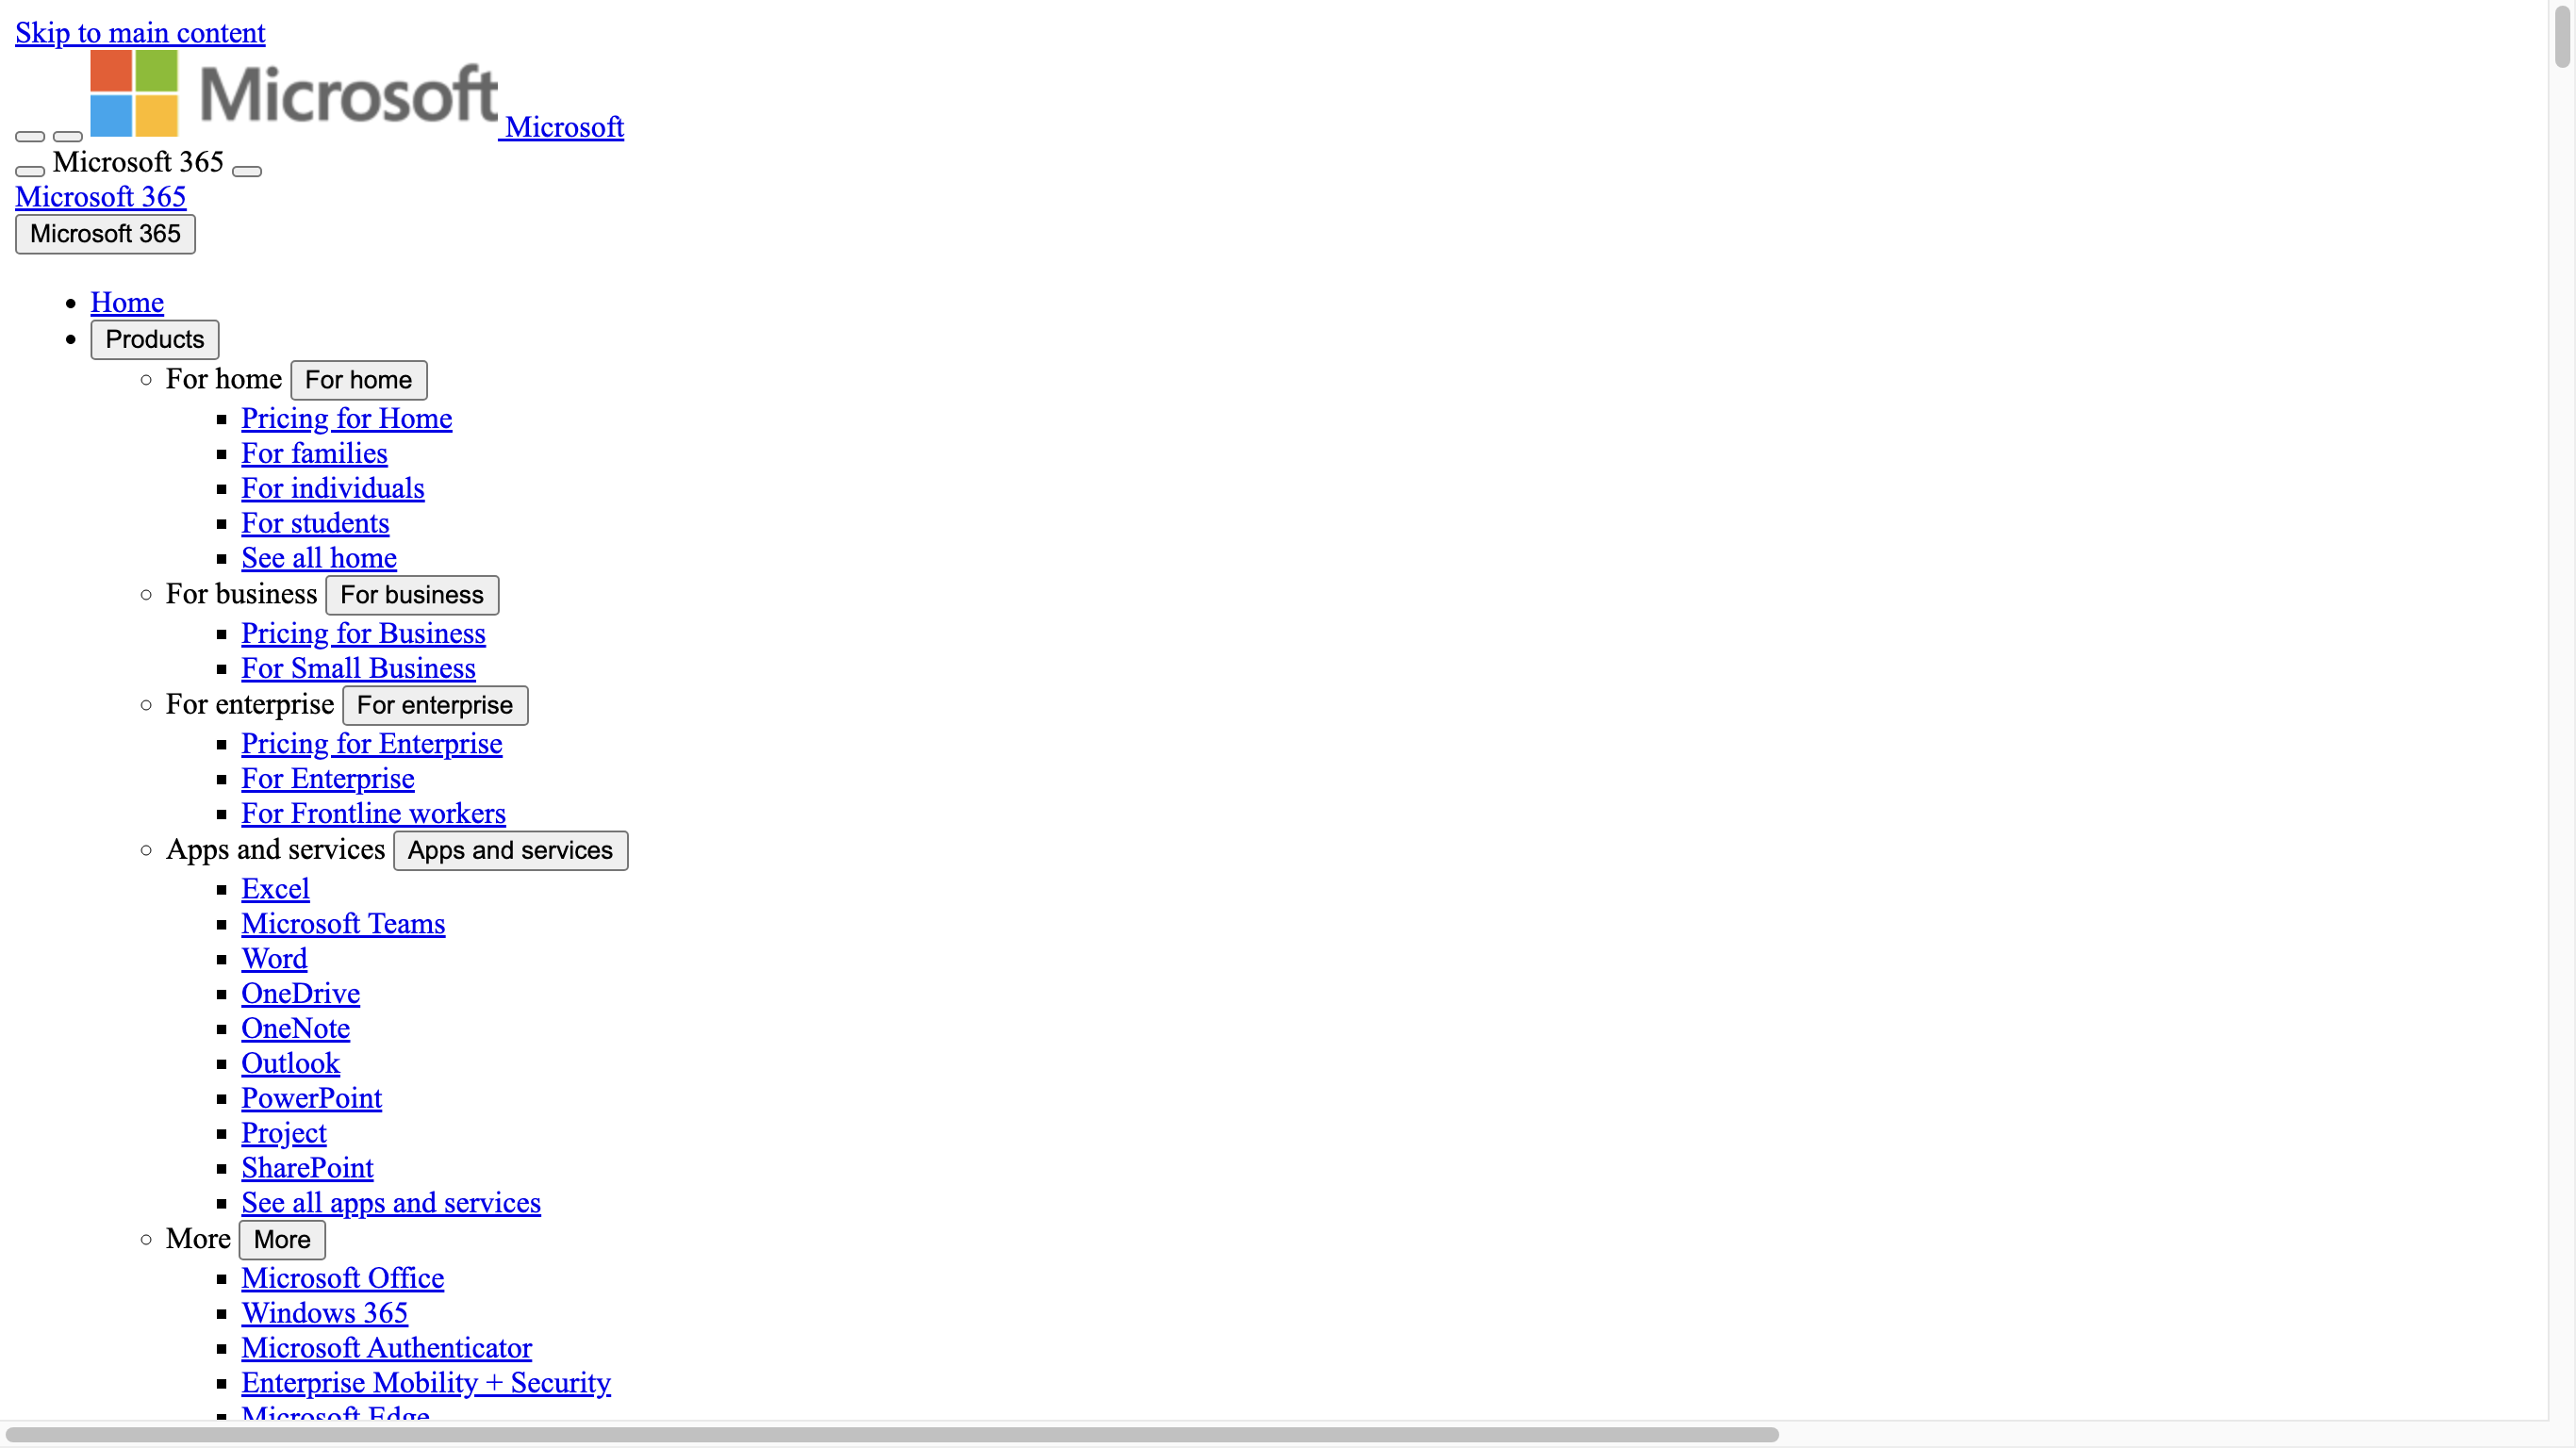 Skip to main content
Microsoft Microsoft
Microsoft 365
Microsoft 365
Microsoft 365
Home
Products
For home For home
Pricing for Home
For families
For individuals
For students
See all home
For business For business
Pricing for Business
For Small Business
For enterprise For enterprise
Pricing for Enterprise
For Enterprise
For Frontline workers
Apps and services Apps and services
Excel
Microsoft Teams
Word
OneDrive
OneNote
Outlook
PowerPoint
Project
SharePoint
See all apps and services
More More
Microsoft Office
Windows 365
Microsoft Authenticator
Enterprise Mobility + Security
Microsoft Edge